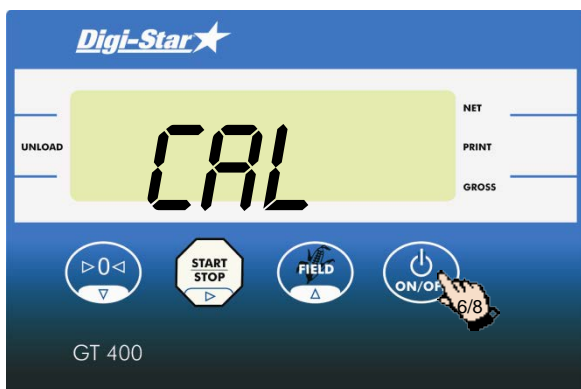 Digi-Star
NET
UNLOAD
PRINT
GROSS
CAL
▷0◁
START
STOP
FIELD
ON/OFF
6/8
GT 400